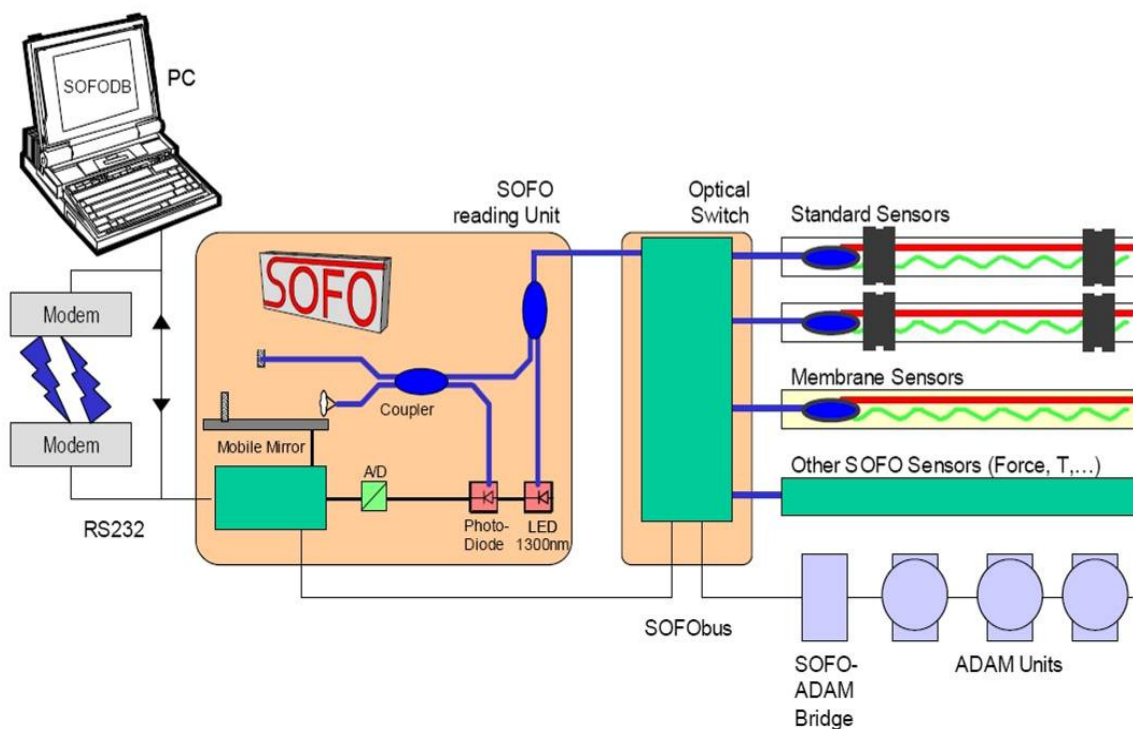 SOFODB
PC
SOFO
reading Unit
Optical
Switch
Standard Sensors
SOFO
Modem
Coupler
Membrane Sensors
Modem
Mobile Mirror
A/D
Other SOFO Sensors (Force, T,...)
RS232
Photo-
Diode
LED
1300nm
SOFObus
SOFO-
ADAM
Bridge
ADAM Units